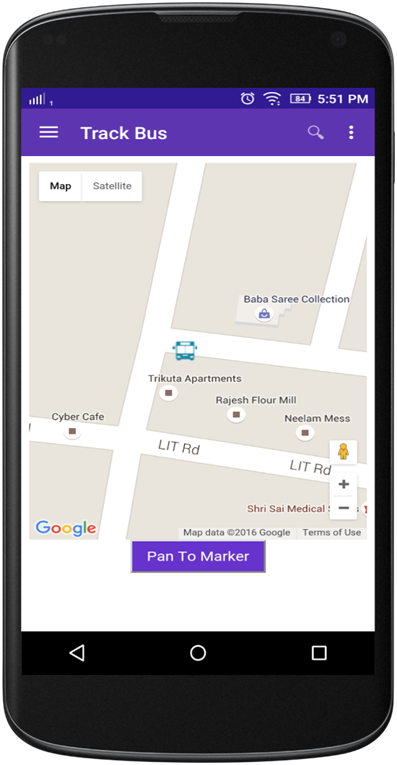 1 84 5:51 PM
Track Bus
Map Satellite
Baba Saree Collection
Trikuta Apartments
Rajesh Flour Mill
Cyber Cafe
Neelam Mess
LIT Rd
LIT Rd
Shri Sai Medical
Google
Map data ©2016 Google Terms of Use
Pan To Marker